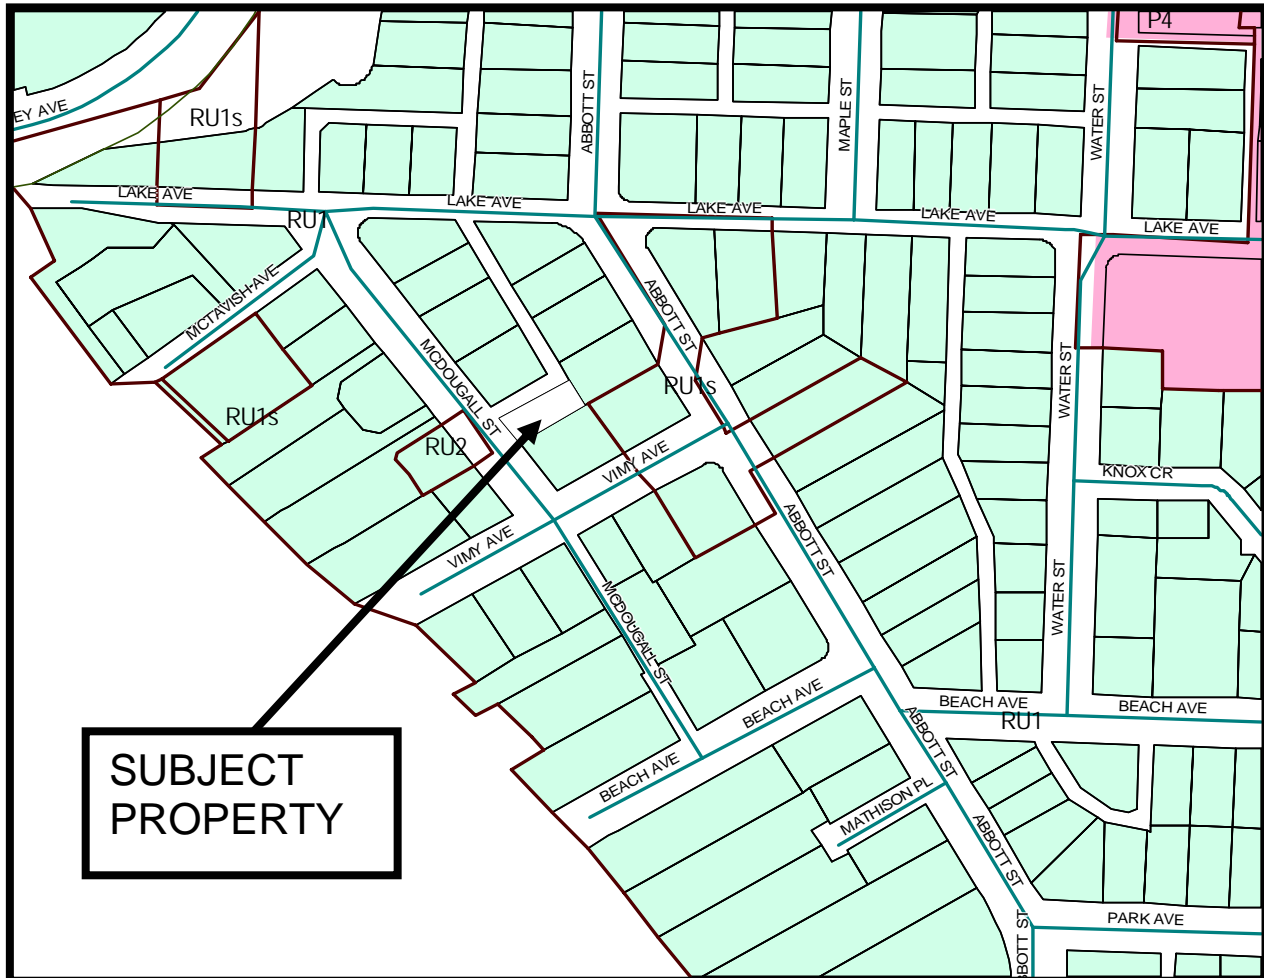 P4
EY AVE
RU1s
ABBOTT ST
MAPLE ST
WATER ST
LAKE AVE
LAKE AVE
LAKE AVE
LAKE AVE
LAKE AVE
RU1
MCTAVISH AVE
ABBOTT ST
MCDOUGALL ST
WATER ST
RU1s
RU1s
RU2
VIMY AVE
KNOX CR
VIMY AVE
ABBOTT ST
WATER ST
MCDOUGALL ST
BEACH AVE
BEACH AVE
BEACH AVE
RU1
ABBOTT ST
BEACH AVE
SUBJECT
PROPERTY
MATHISON PL
ABBOTT ST
PARK AVE
BBOTT ST